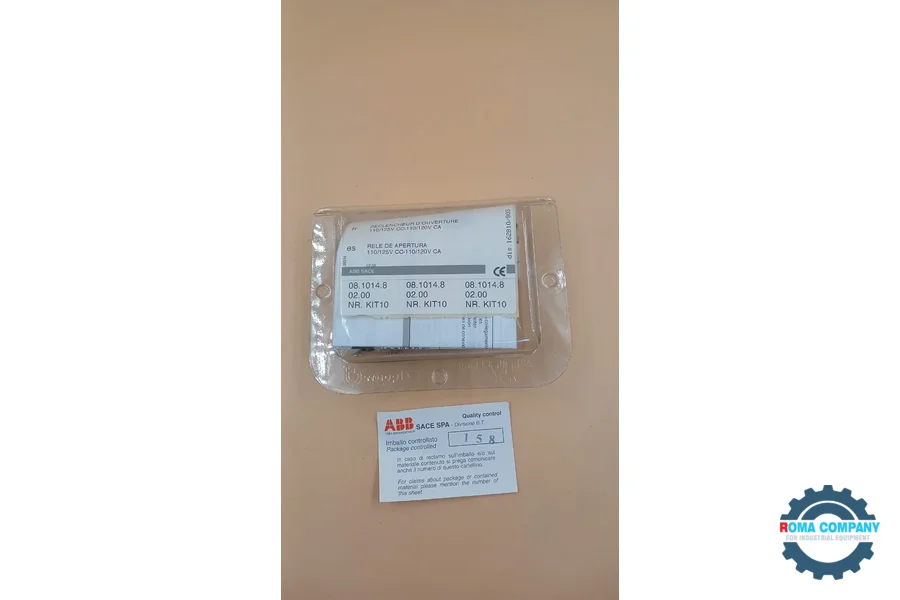 fr
DECLENCHEUR D'OUVERTURE
110/125V CC-110/120V CA
es
RELE DE APERTURA
110/125V CC-110/120V CA
ABB SACE
CE
08.1014.8 08.1014.8 08.1014.8
02.00 02.00 02.00
NR. KIT10 NR. KIT10 NR. KIT10
ABB
SACE SPA - Divisione B.T.
Quality control
Imballo controllato
Package controlled
158
In caso di reclamo sull'imballo e/o sul
materiale contenuto si prega comunicare
anche il numero di questo cartellino.
For claims about package or contained
material please mention the number of
this sheet.
ROMA COMPANY
FOR INDUSTRIAL EQUIPMENT